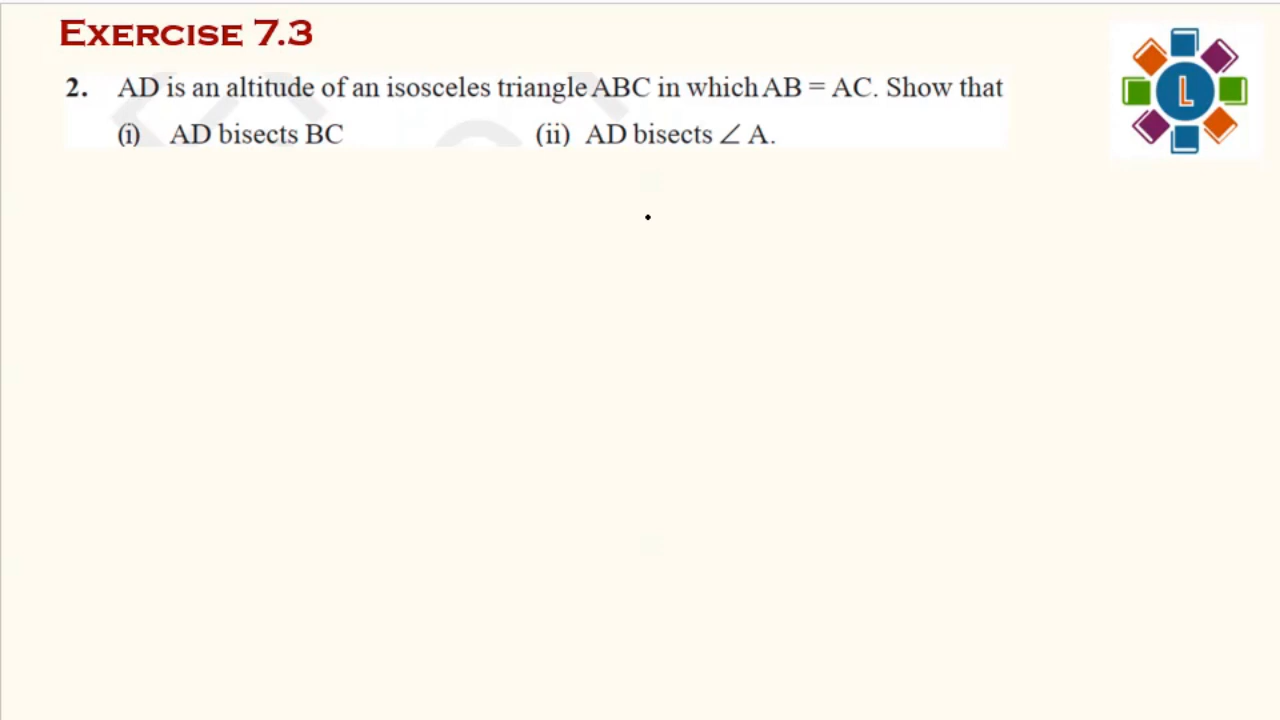 EXERCISE 7.3
2. AD is an altitude of an isosceles triangle ABC in which AB = AC. Show that
(i) AD bisects BC (ii) AD bisects ∠ A.
L